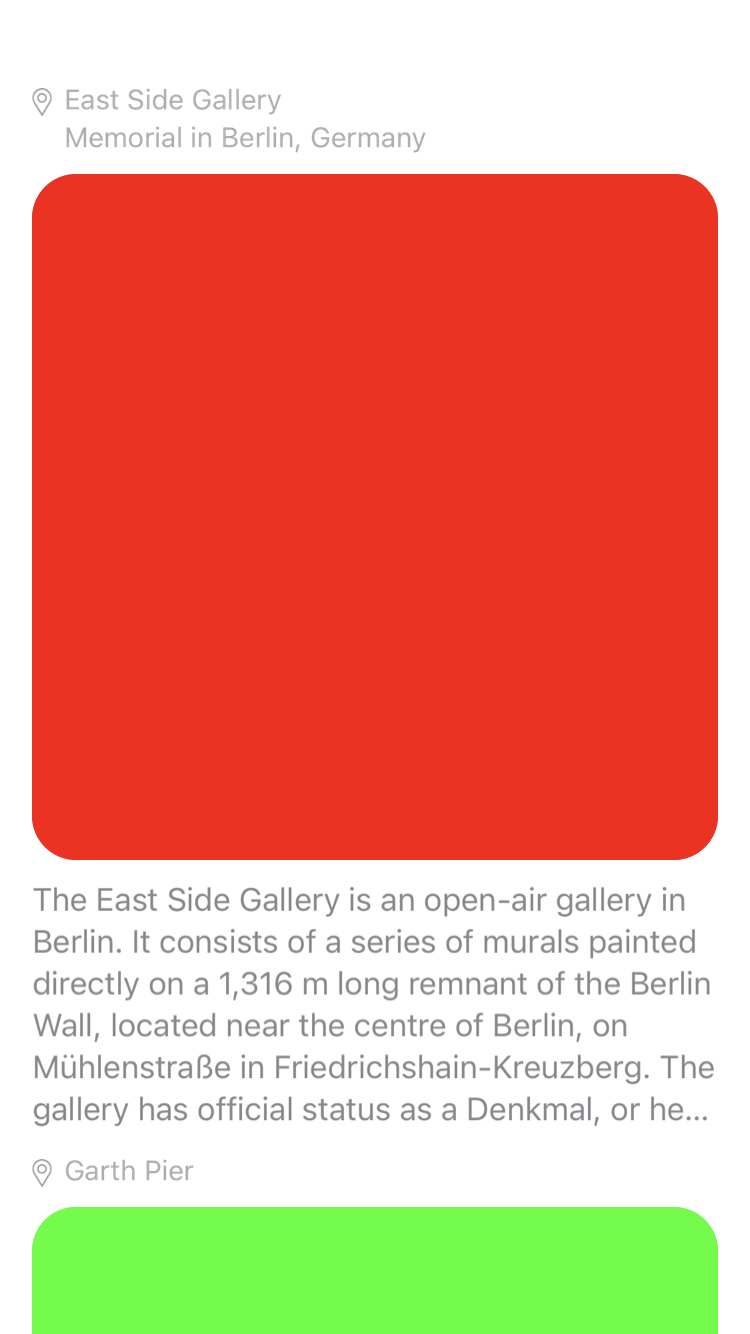 East Side Gallery
Memorial in Berlin, Germany
The East Side Gallery is an open-air gallery in
Berlin. It consists of a series of murals painted
directly on a 1,316 m long remnant of the Berlin
Wall, located near the centre of Berlin, on
Mühlenstraße in Friedrichshain-Kreuzberg. The
gallery has official status as a Denkmal, or he...
Garth Pier